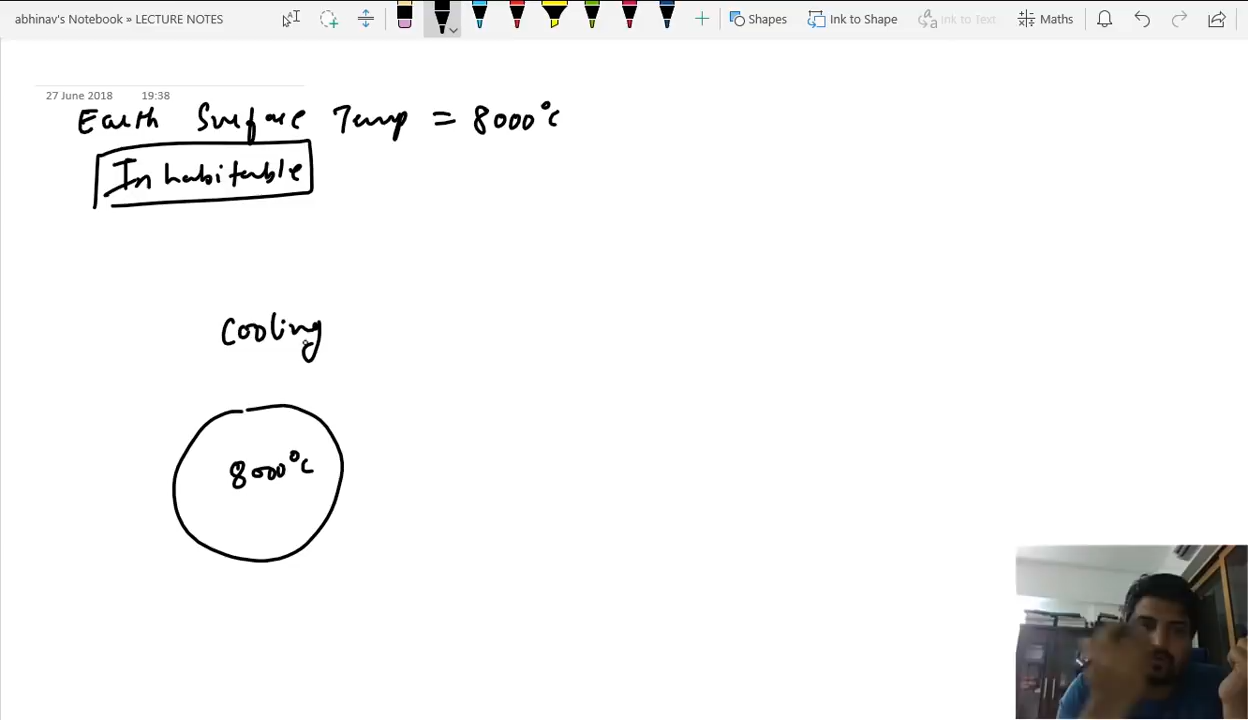 abhinav's Notebook » LECTURE NOTES
Shapes
Ink to Shape
Ink to Text
Maths
27 June 2018 19:38
Earth Surface Temp = 8000°C
Inhabitable
Cooling
8000°C